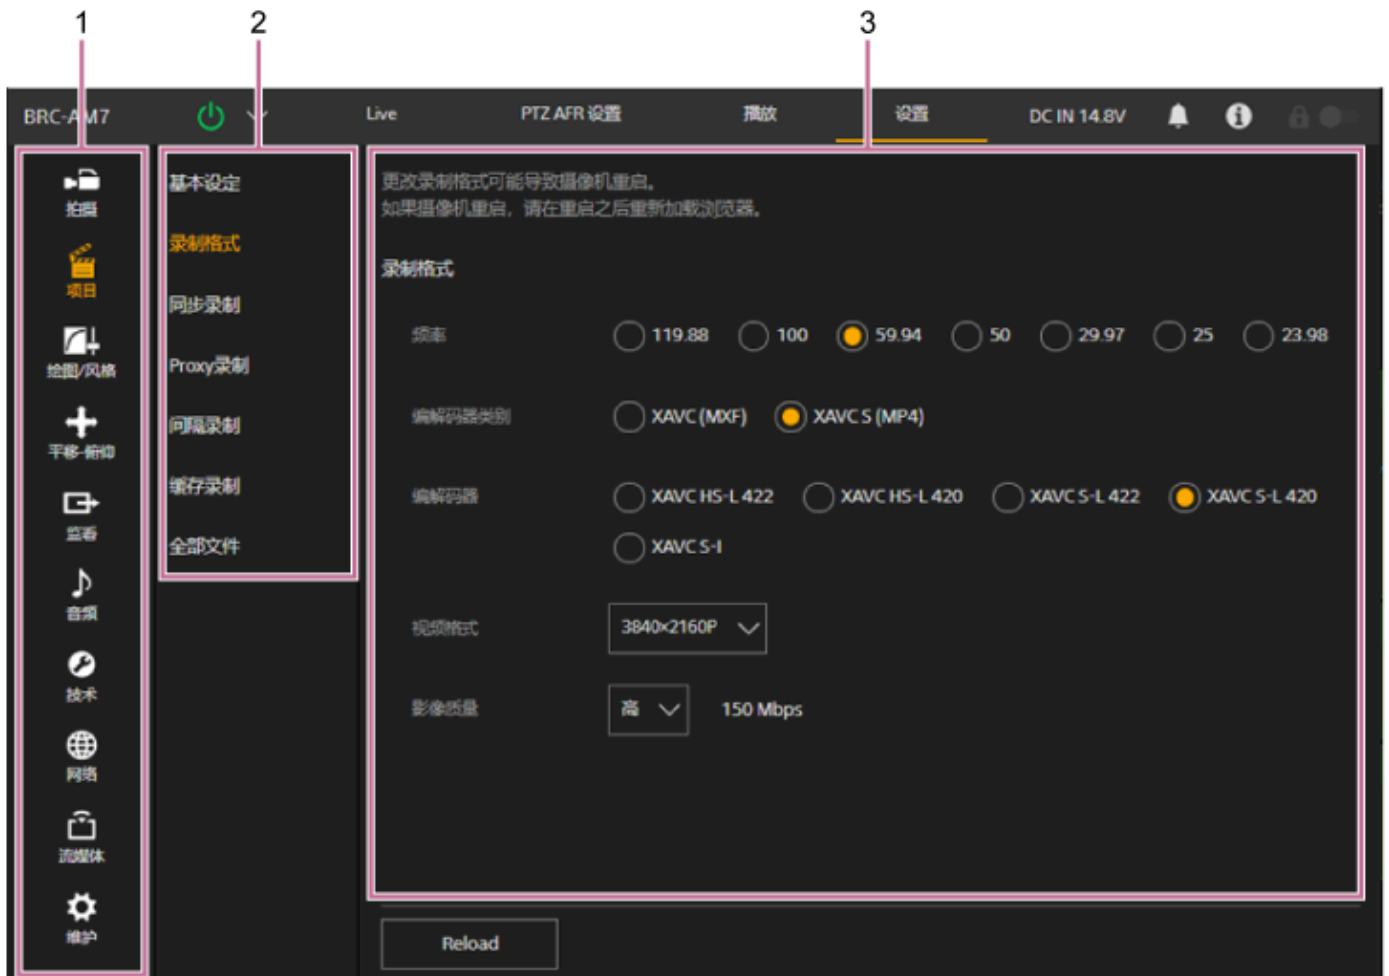 1 2 3
BRC-AM7 Live PTZ AFR 设置 播放 设置 DC IN 14.8V
拍摄
项目
绘图/风格
平移-俯仰
监看
音频
技术
网络
流媒体
维护
基本设定
录制格式
同步录制
Proxy录制
间隔录制
缓存录制
全部文件
更改录制格式可能导致摄像机重启。
如果摄像机重启，请在重启之后重新加载浏览器。
录制格式
频率 119.88 100 59.94 50 29.97 25 23.98
编解码器类别 XAVC (MXF) XAVC S (MP4)
编解码器 XAVC HS-L 422 XAVC HS-L 420 XAVC S-L 422 XAVC S-L 420
XAVC S-I
视频格式 3840×2160P
影像质量 高 150 Mbps
Reload